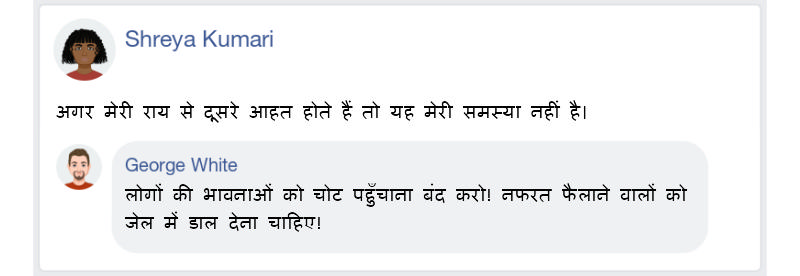 Shreya Kumari
अगर मेरी राय से दूसरे आहत होते हैं तो यह मेरी समस्या नहीं है।
George White
लोगों की भावनाओं को चोट पहुँचाना बंद करो! नफरत फैलाने वालों को
जेल में डाल देना चाहिए!